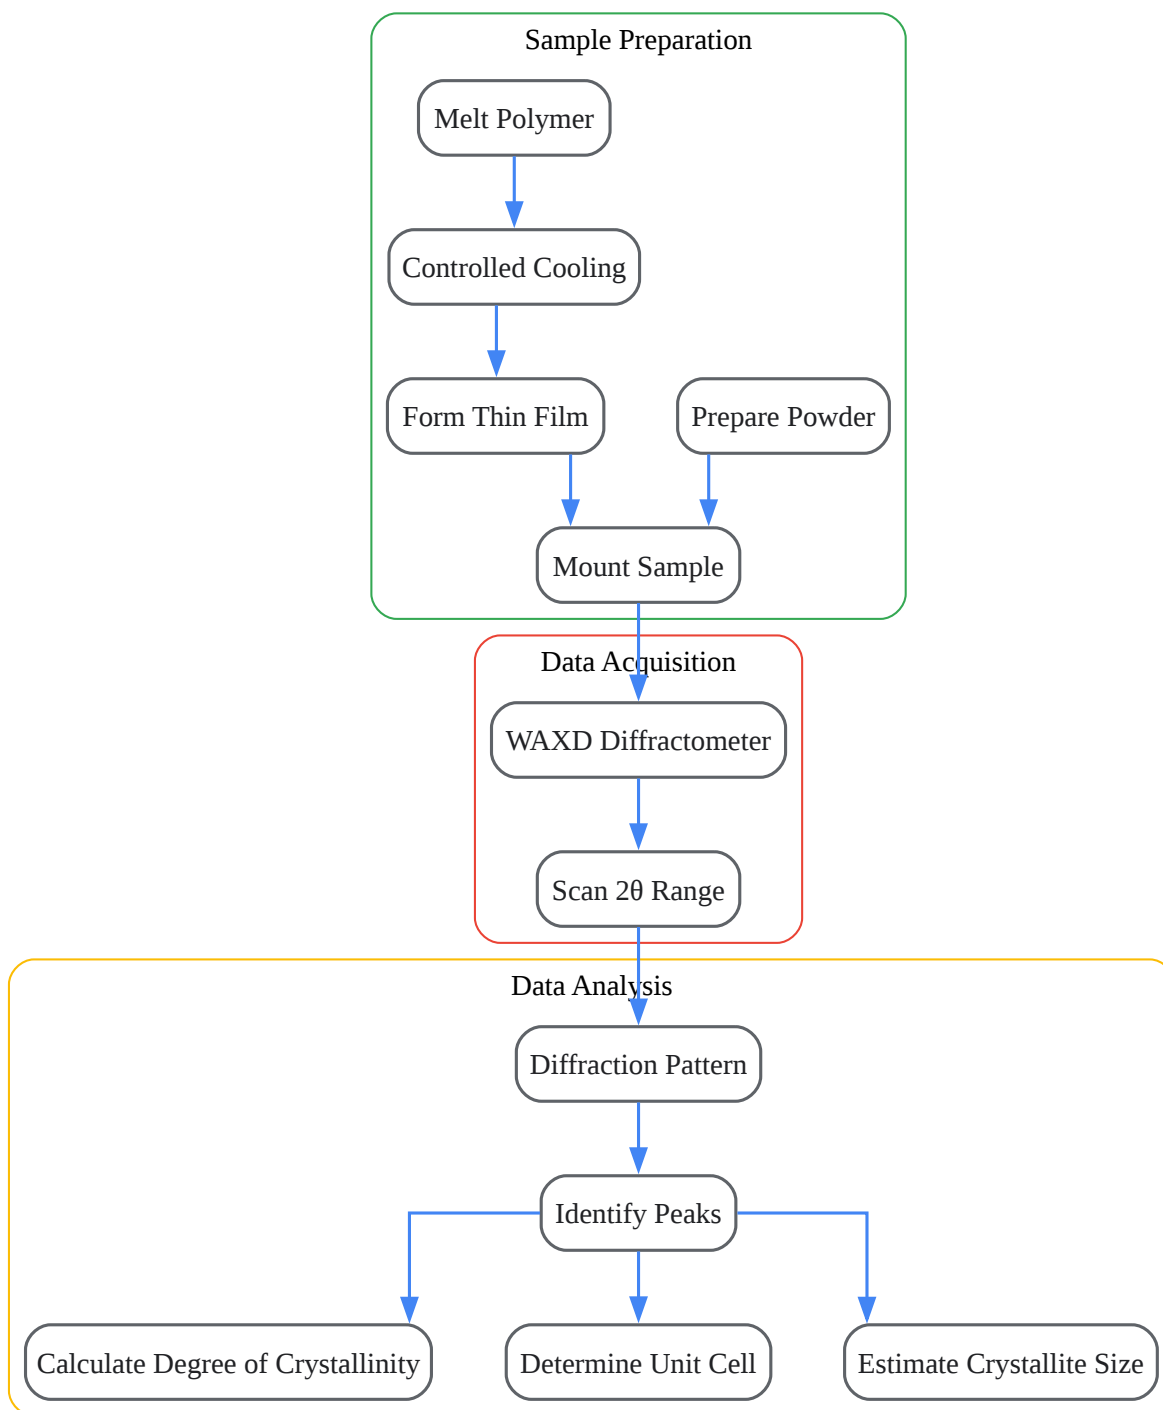 Sample Preparation
Melt Polymer
Controlled Cooling
Form Thin Film
Prepare Powder
Mount Sample
Data Acquisition
WAXD Diffractometer
Scan 2θ Range
Data Analysis
Diffraction Pattern
Identify Peaks
Calculate Degree of Crystallinity
Determine Unit Cell
Estimate Crystallite Size